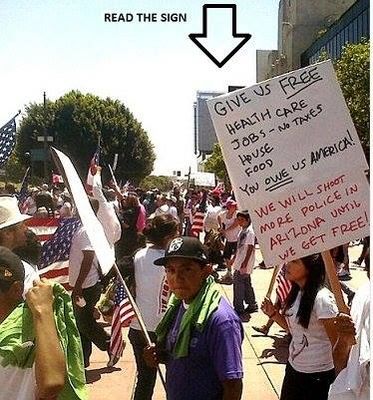 READ THE SIGN
GIVE US FREE
HEALTH CARE
JOBS - NO TAXES
HOUSE
FOOD
YOU OWE US AMERICA!
WE WILL SHOOT
MORE POLICE IN
ARIZONA UNTIL
WE GET FREE!